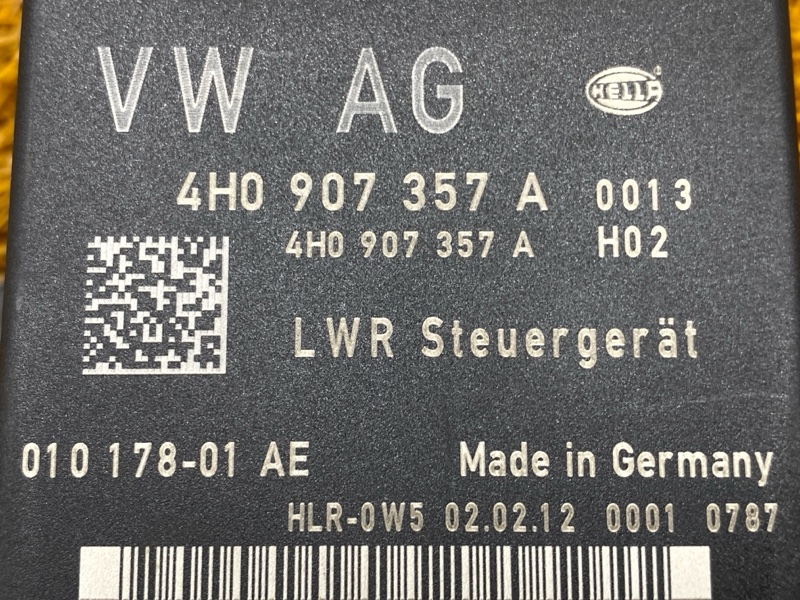 VW AG HELLA
4H0 907 357 A 0013
4H0 907 357 A H02
LWR Steuergerät
010 178-01 AE Made in Germany
HLR-0W5 02.02.12 0001 0787